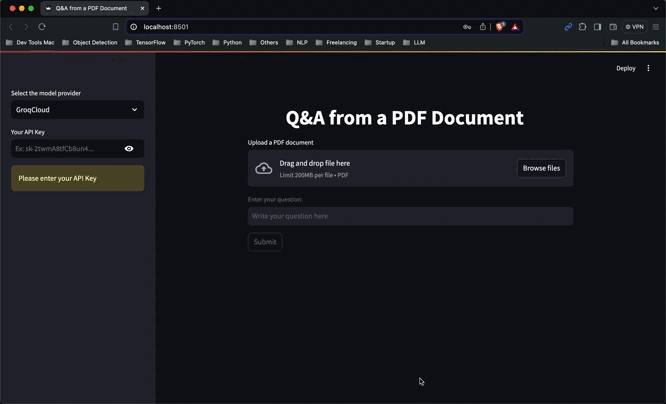 Q&A from a PDF Document
localhost:8501
VPN
Dev Tools Mac
Object Detection
TensorFlow
PyTorch
Python
Others
NLP
Freelancing
Startup
LLM
All Bookmarks
Deploy
Select the model provider
GroqCloud
Your API Key
Ex: sk-2twmA8tfCb8un4...
Please enter your API Key
Q&A from a PDF Document
Upload a PDF document
Drag and drop file here
Limit 200MB per file • PDF
Browse files
Enter your question:
Write your question here
Submit